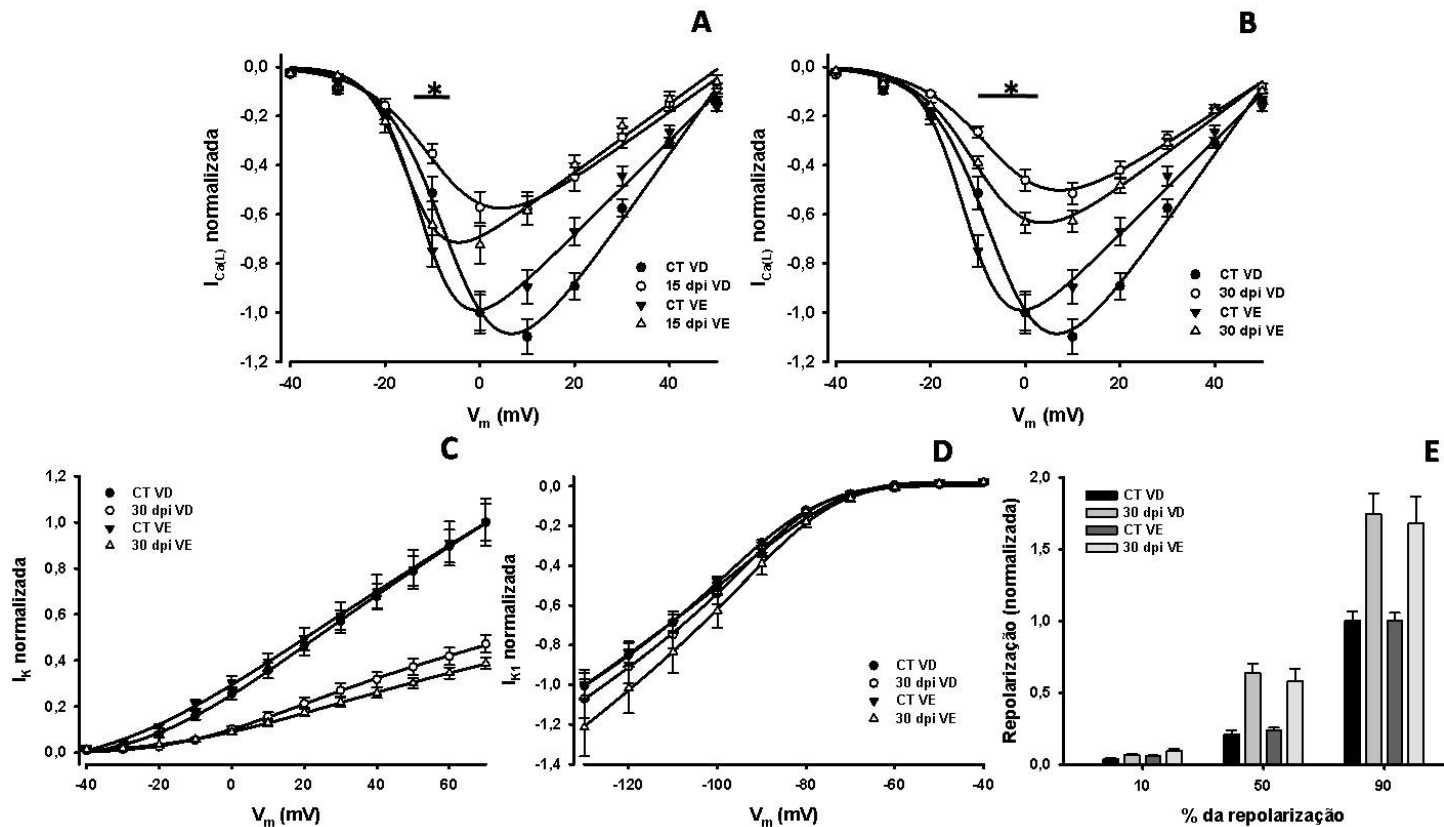 A
I Ca(L) normalizada
0,0
-0,2
-0,4
-0,6
-0,8
-1,0
-1,2
*
CT VD
15 dpi VD
CT VE
15 dpi VE
-40 -20 0 20 40
V m (mV)
B
I Ca(L) normalizada
0,0
-0,2
-0,4
-0,6
-0,8
-1,0
-1,2
*
CT VD
30 dpi VD
CT VE
30 dpi VE
-40 -20 0 20 40
V m (mV)
C
I K normalizada
1,2
1,0
0,8
0,6
0,4
0,2
0,0
CT VD
30 dpi VD
CT VE
30 dpi VE
-40 -20 0 20 40 60
V m (mV)
D
I K1 normalizada
0,0
-0,2
-0,4
-0,6
-0,8
-1,0
-1,2
-1,4
CT VD
30 dpi VD
CT VE
30 dpi VE
-120 -100 -80 -60 -40
V m (mV)
E
Repolarização (normalizada)
2,0
1,5
1,0
0,5
0,0
CT VD
30 dpi VD
CT VE
30 dpi VE
10 50 90
% da repolarização